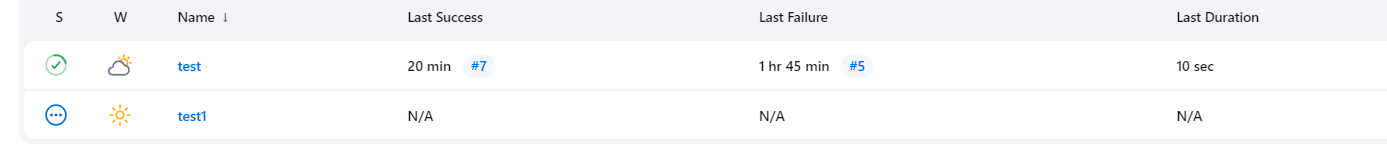 S W Name ↓ Last Success Last Failure Last Duration
test 20 min #7 1 hr 45 min #5 10 sec
test1 N/A N/A N/A